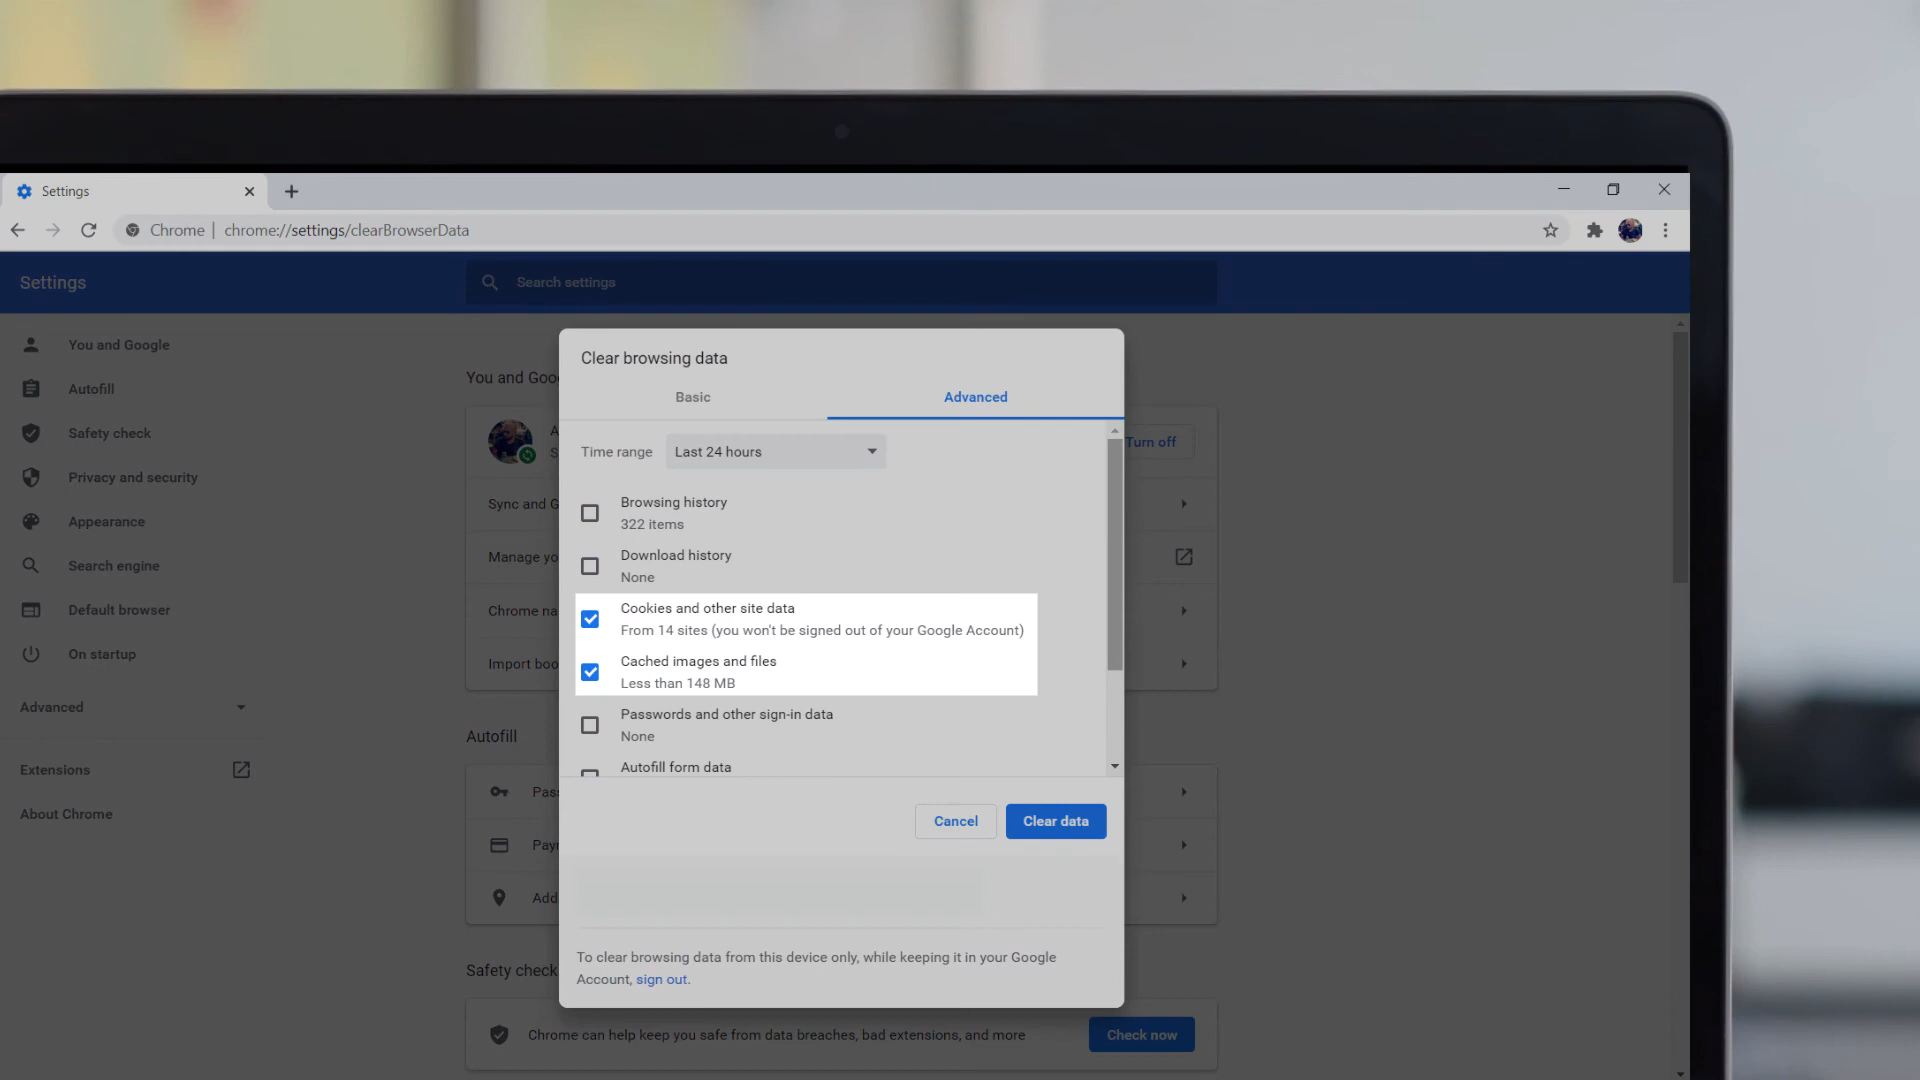 Settings
Chrome | chrome://settings/clearBrowserData
Settings
Search settings
You and Google
Autofill
Safety check
Privacy and security
Appearance
Search engine
Default browser
On startup
Advanced
Extensions
About Chrome
You and Goo
A
S
Turn off
Sync and G
Manage yo
Chrome na
Import boo
Autofill
Pass
Payn
Add
Safety check
Chrome can help keep you safe from data breaches, bad extensions, and more
Check now
Clear browsing data
Basic
Advanced
Time range
Last 24 hours
Browsing history
322 items
Download history
None
Cookies and other site data
From 14 sites (you won't be signed out of your Google Account)
Cached images and files
Less than 148 MB
Passwords and other sign-in data
None
Autofill form data
Cancel
Clear data
To clear browsing data from this device only, while keeping it in your Google
Account, sign out.